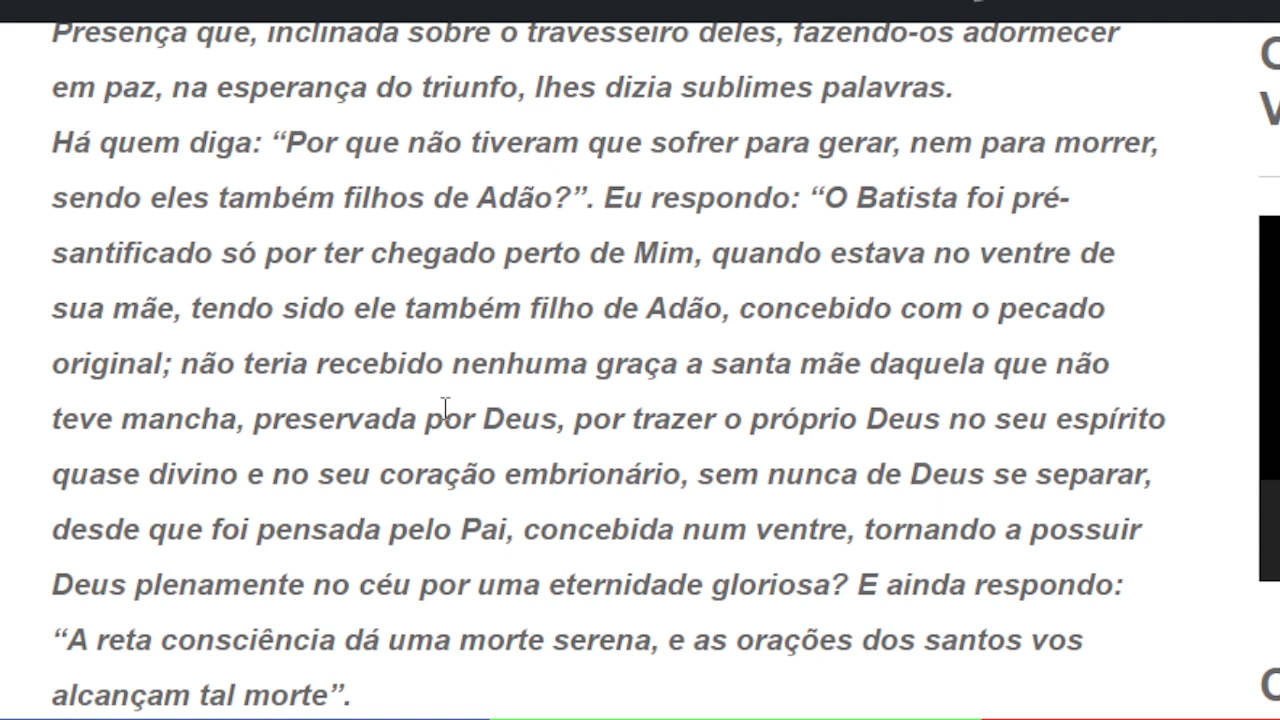 Presença que, inclinada sobre o travesseiro deles, fazendo-os adormecer
em paz, na esperança do triunfo, lhes dizia sublimes palavras.
Há quem diga: “Por que não tiveram que sofrer para gerar, nem para morrer,
sendo eles também filhos de Adão?”. Eu respondo: “O Batista foi pré-
santificado só por ter chegado perto de Mim, quando estava no ventre de
sua mãe, tendo sido ele também filho de Adão, concebido com o pecado
original; não teria recebido nenhuma graça a santa mãe daquela que não
teve mancha, preservada por Deus, por trazer o próprio Deus no seu espírito
quase divino e no seu coração embrionário, sem nunca de Deus se separar,
desde que foi pensada pelo Pai, concebida num ventre, tornando a possuir
Deus plenamente no céu por uma eternidade gloriosa? E ainda respondo:
“A reta consciência dá uma morte serena, e as orações dos santos vos
alcançam tal morte”.